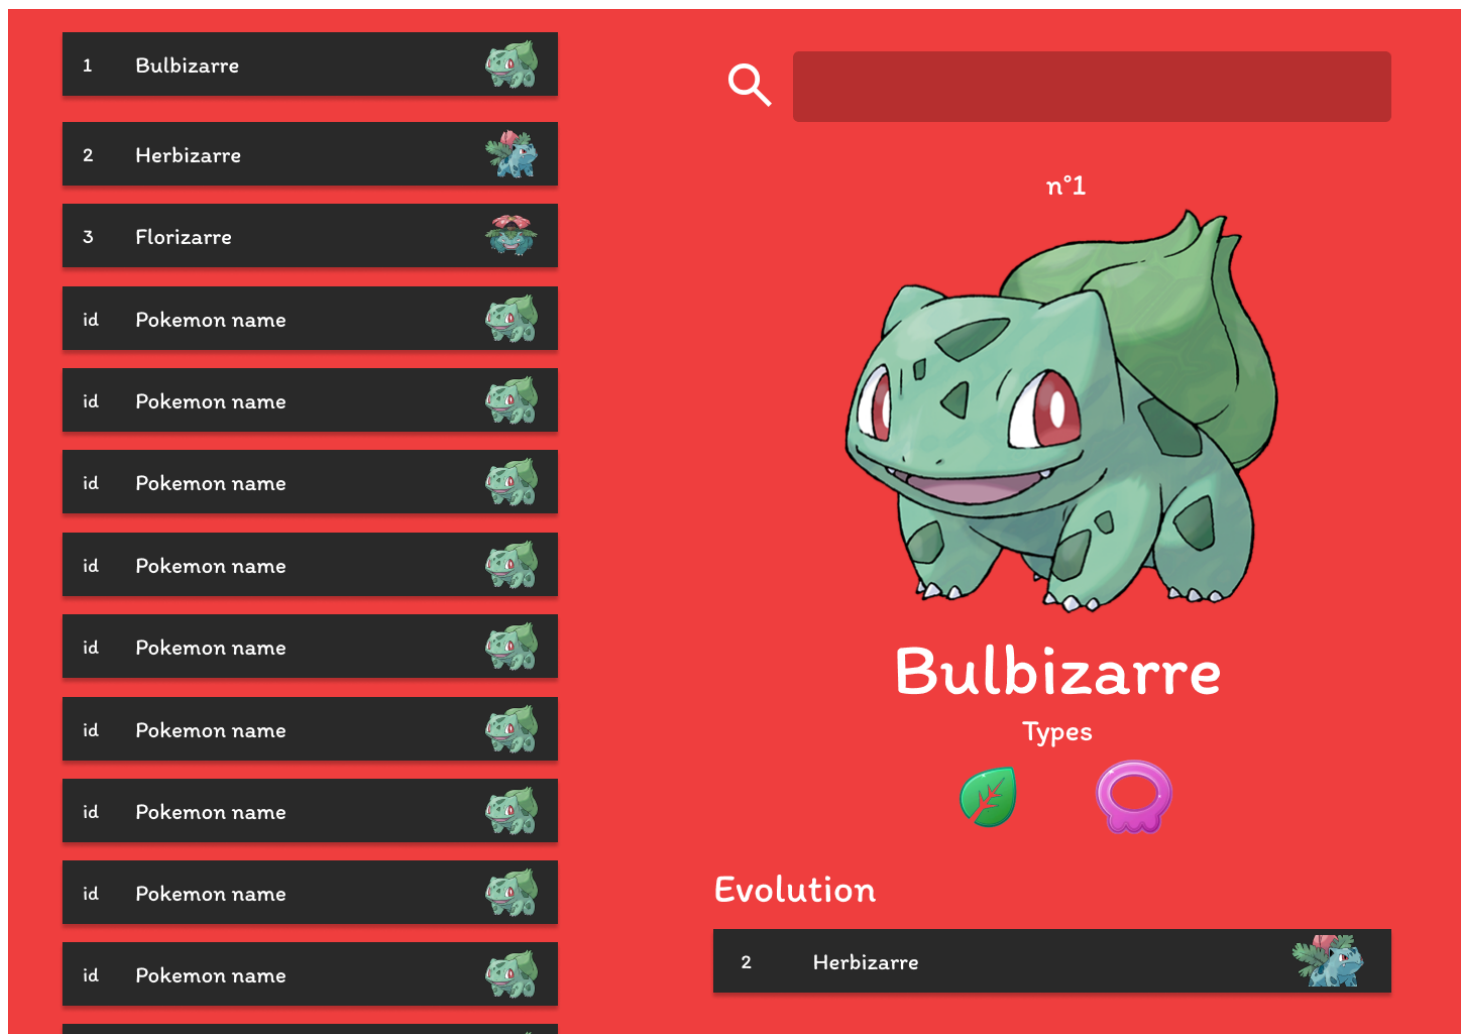 1 Bulbizarre
2 Herbizarre
3 Florizarre
id Pokemon name
id Pokemon name
id Pokemon name
id Pokemon name
id Pokemon name
id Pokemon name
id Pokemon name
id Pokemon name
id Pokemon name
n°1
Bulbizarre
Types
Evolution
2 Herbizarre